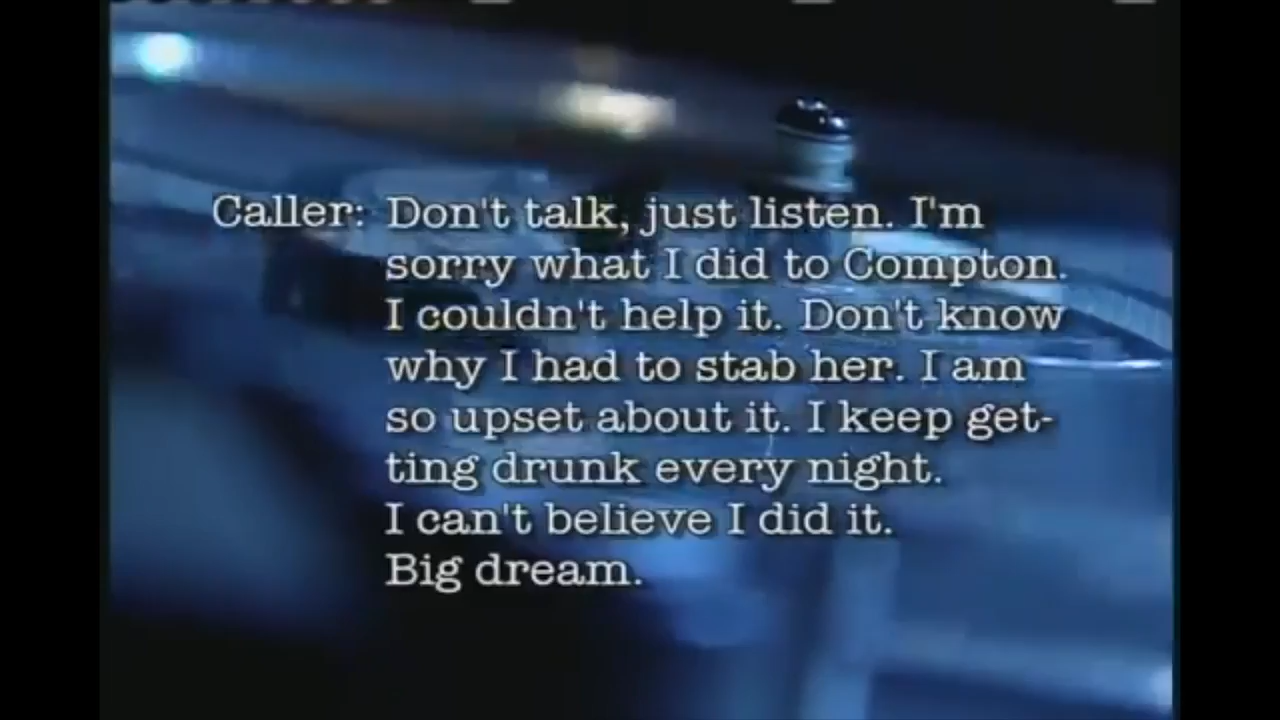 Caller: Don't talk, just listen. I'm
sorry what I did to Compton.
I couldn't help it. Don't know
why I had to stab her. I am
so upset about it. I keep get-
ting drunk every night.
I can't believe I did it.
Big dream.